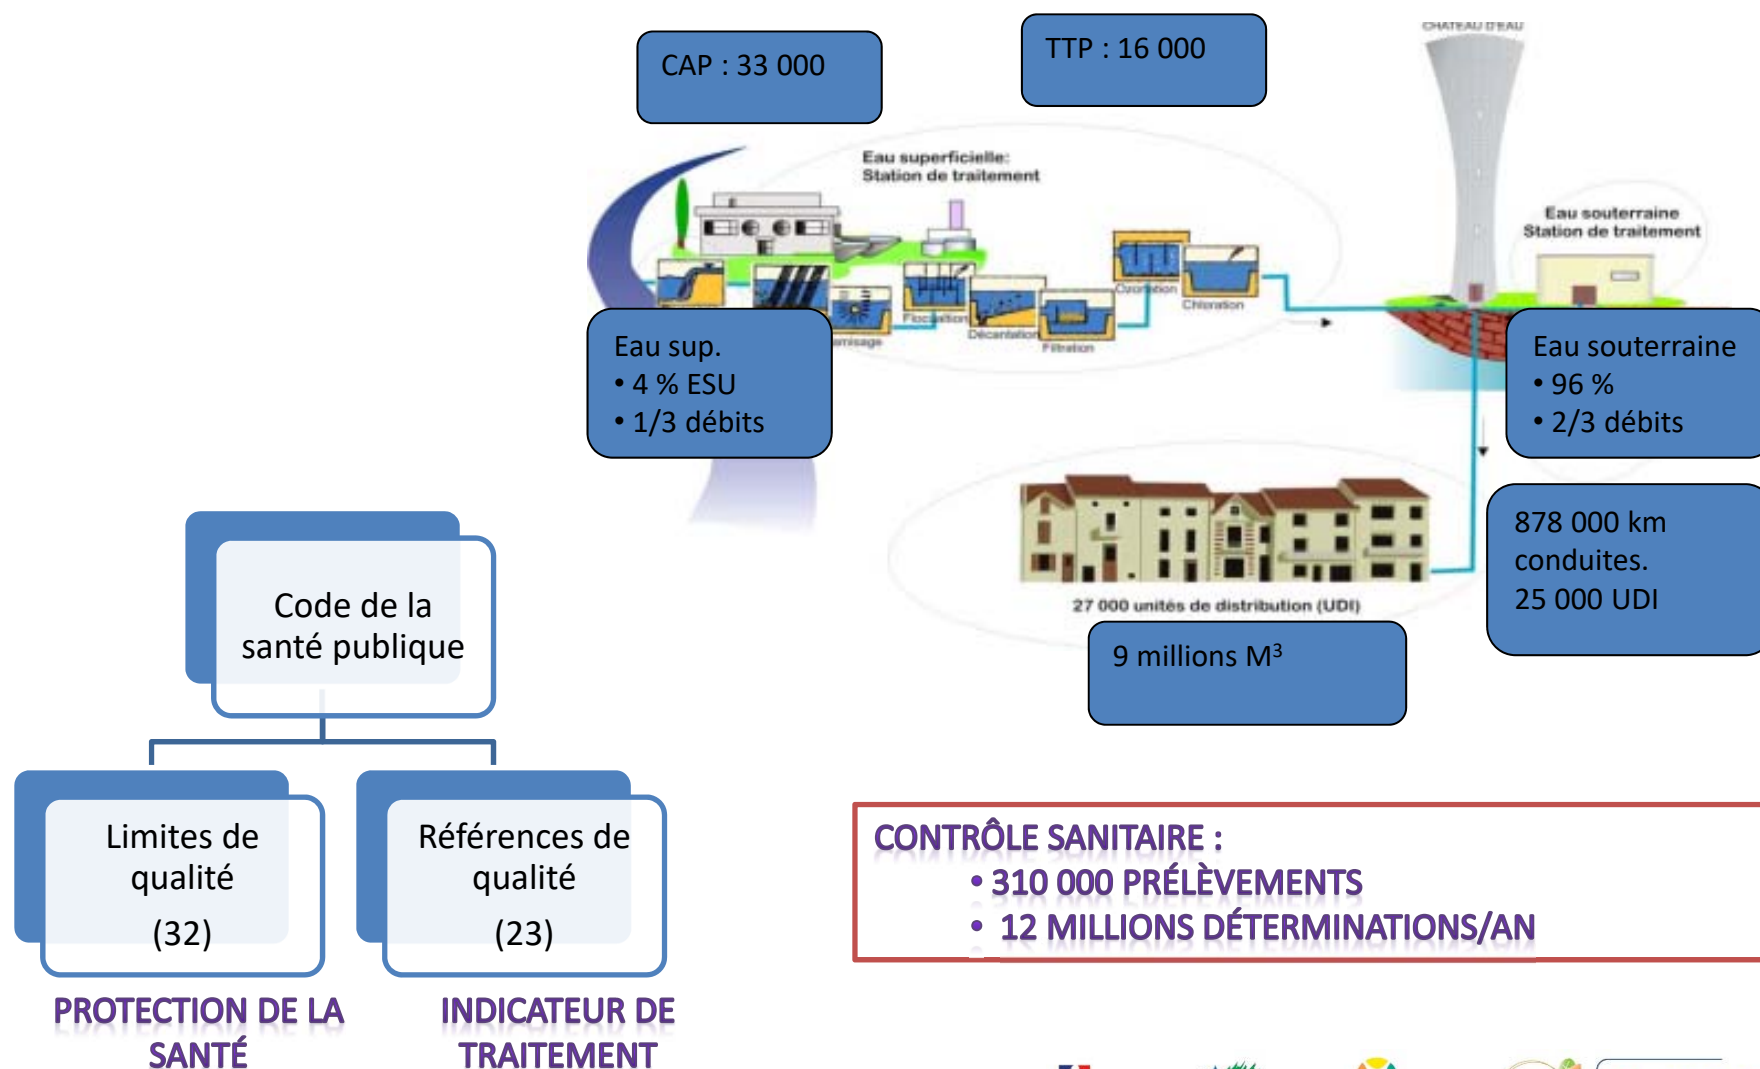 CAP : 33 000
TTP : 16 000
CHATEAU D'EAU
Eau superficielle:
Station de traitement
Eau souterraine
Station de traitement
Ozonation
Chloration
Floculation
Décantation
Filtration
Eau sup.
• 4 % ESU
• 1/3 débits
Eau souterraine
• 96 %
• 2/3 débits
878 000 km
conduites.
25 000 UDI
27 000 unités de distribution (UDI)
9 millions M³
Code de la
santé publique
Limites de
qualité
(32)
Références de
qualité
(23)
PROTECTION DE LA
SANTÉ
INDICATEUR DE
TRAITEMENT
CONTRÔLE SANITAIRE :
• 310 000 PRÉLÈVEMENTS
• 12 MILLIONS DÉTERMINATIONS/AN